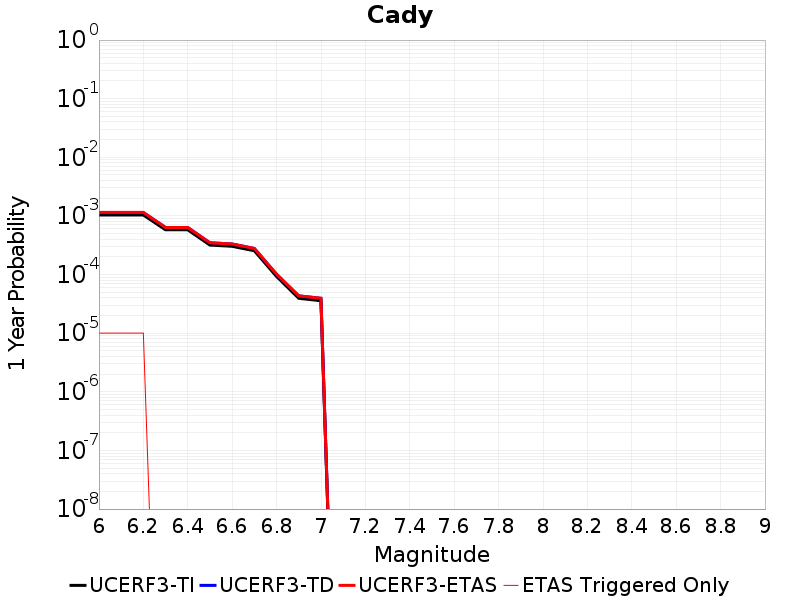 Cady
1 Year Probability
10^0
10^-1
10^-2
10^-3
10^-4
10^-5
10^-6
10^-7
10^-8
6 6.2 6.4 6.6 6.8 7 7.2 7.4 7.6 7.8 8 8.2 8.4 8.6 8.8 9
Magnitude
UCERF3-TI UCERF3-TD UCERF3-ETAS ETAS Triggered Only